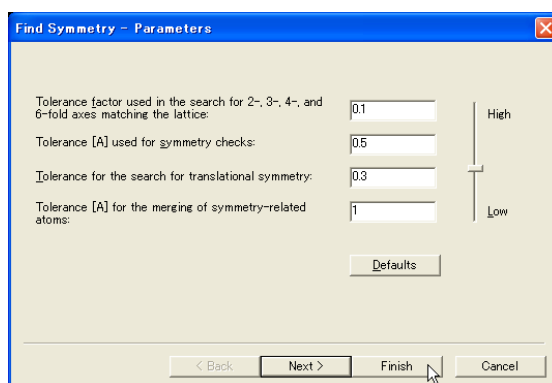 Find Symmetry - Parameters
Tolerance factor used in the search for 2-, 3-, 4-, and
6-fold axes matching the lattice:
0.1
High
Tolerance [A] used for symmetry checks:
0.5
Tolerance for the search for translational symmetry:
0.3
Tolerance [A] for the merging of symmetry-related
atoms:
1
Low
Defaults
< Back
Next >
Finish
Cancel